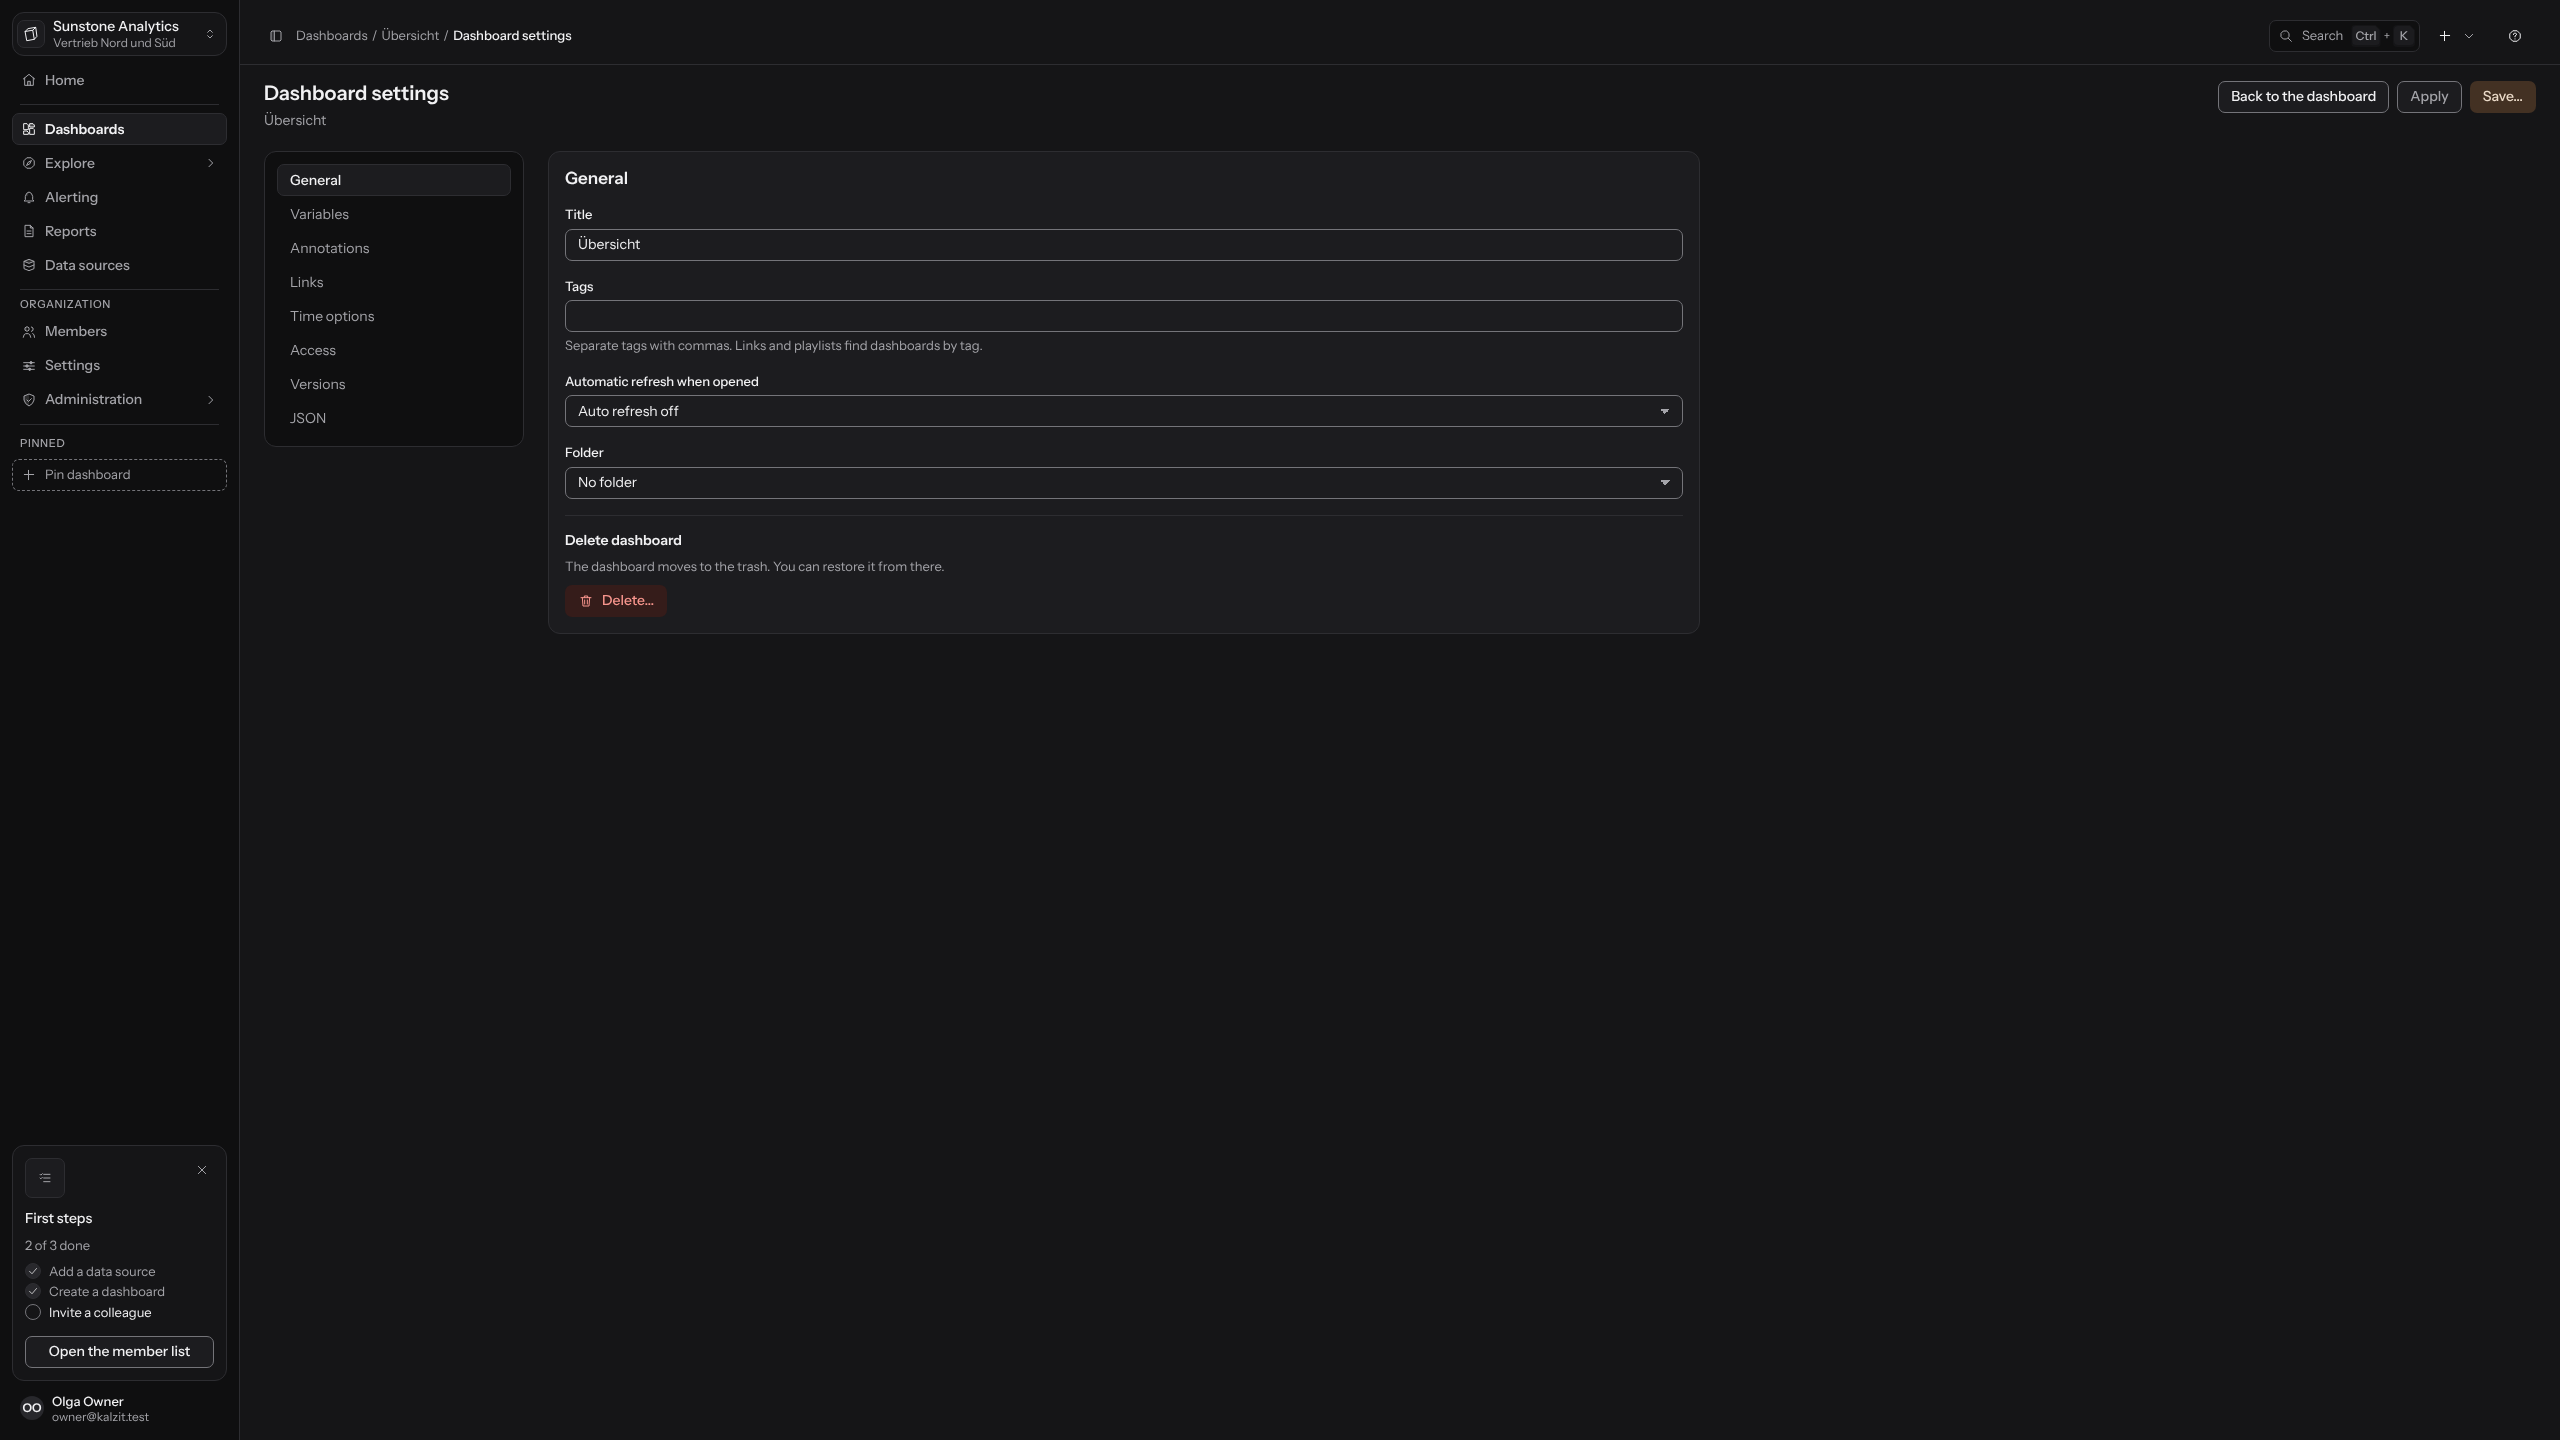 Sunstone Analytics
Vertrieb Nord und Süd
Home
Dashboards
Explore
Alerting
Reports
Data sources
ORGANIZATION
Members
Settings
Administration
PINNED
Pin dashboard
First steps
2 of 3 done
Add a data source
Create a dashboard
Invite a colleague
Open the member list
OO
Olga Owner
owner@kalzit.test
Dashboards / Übersicht / Dashboard settings
Search Ctrl + K
Dashboard settings
Übersicht
Back to the dashboard
Apply
Save...
General
Variables
Annotations
Links
Time options
Access
Versions
JSON
General
Title
Übersicht
Tags
Separate tags with commas. Links and playlists find dashboards by tag.
Automatic refresh when opened
Auto refresh off
Folder
No folder
Delete dashboard
The dashboard moves to the trash. You can restore it from there.
Delete...